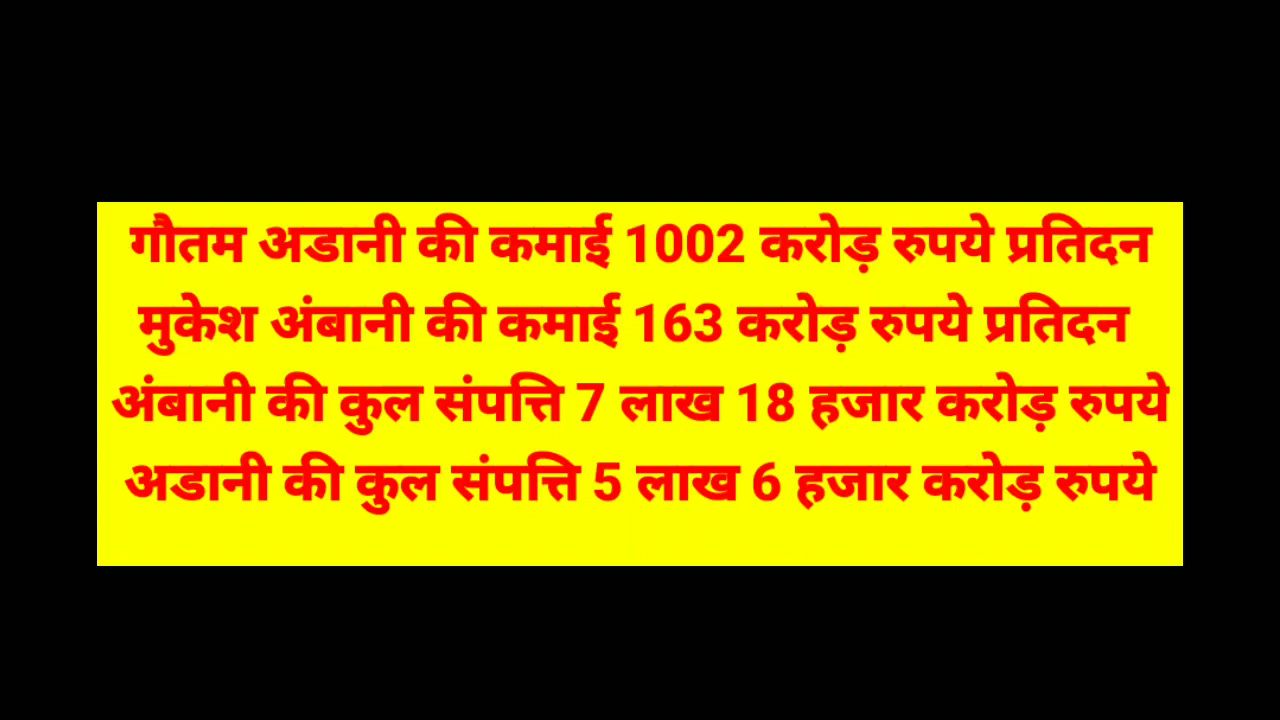 गौतम अडानी की कमाई 1002 करोड़ रुपये प्रतिदन
मुकेश अंबानी की कमाई 163 करोड़ रुपये प्रतिदन
अंबानी की कुल संपत्ति 7 लाख 18 हजार करोड़ रुपये
अडानी की कुल संपत्ति 5 लाख 6 हजार करोड़ रुपये